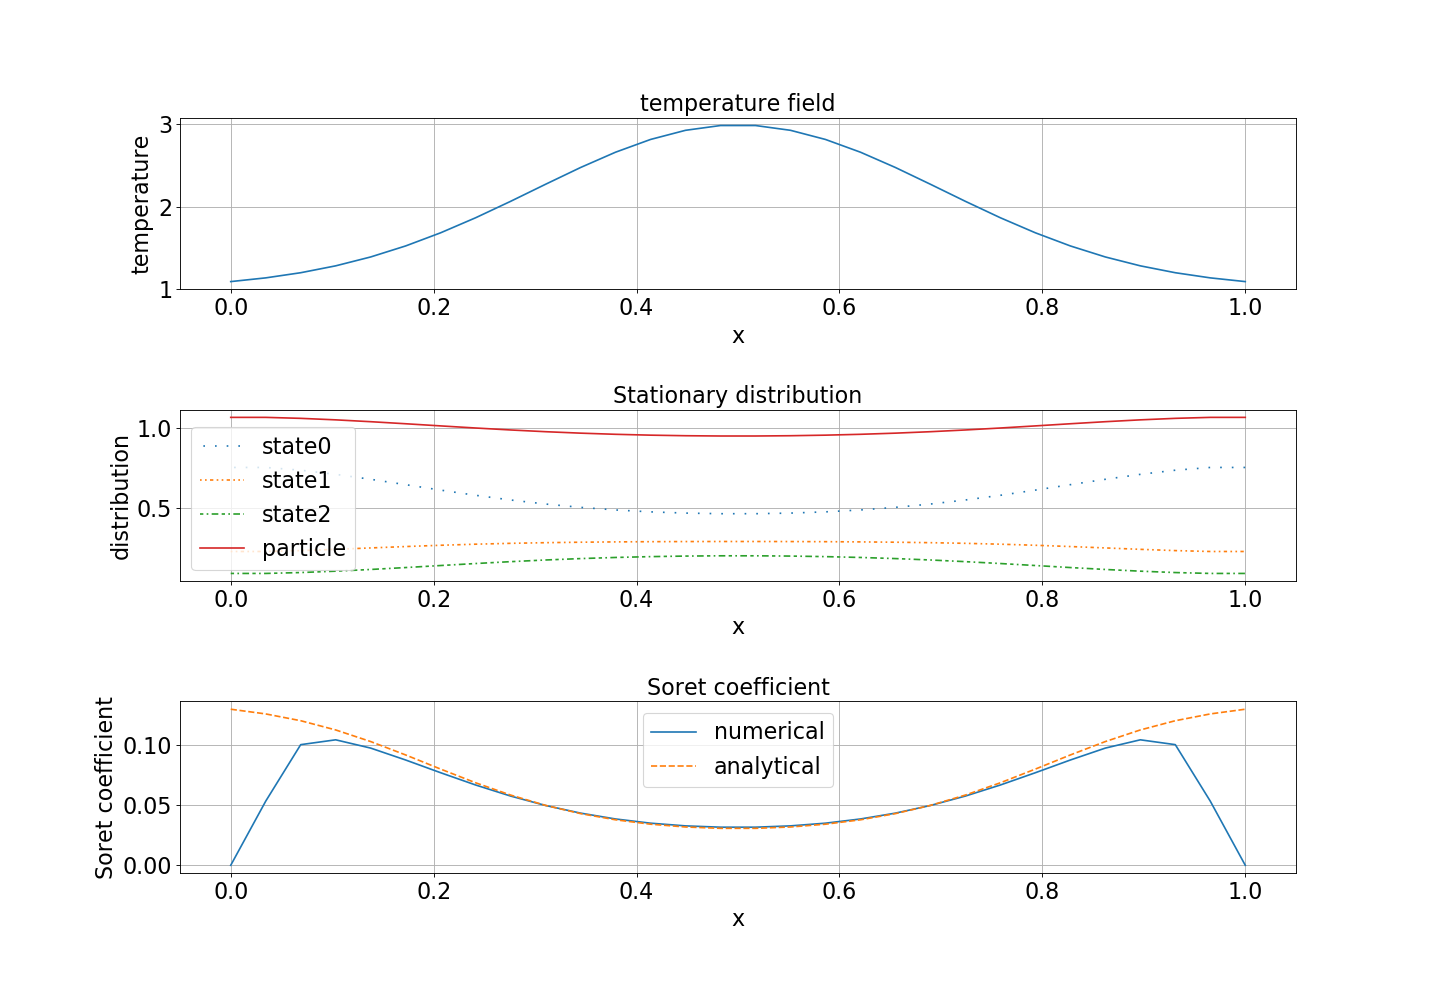 temperature field
temperature
3
2
1
0.0 0.2 0.4 0.6 0.8 1.0
x
Stationary distribution
distribution
1.0
0.5
state0
state1
state2
particle
0.0 0.2 0.4 0.6 0.8 1.0
x
Soret coefficient
Soret coefficient
0.10
0.05
0.00
numerical
analytical
0.0 0.2 0.4 0.6 0.8 1.0
x